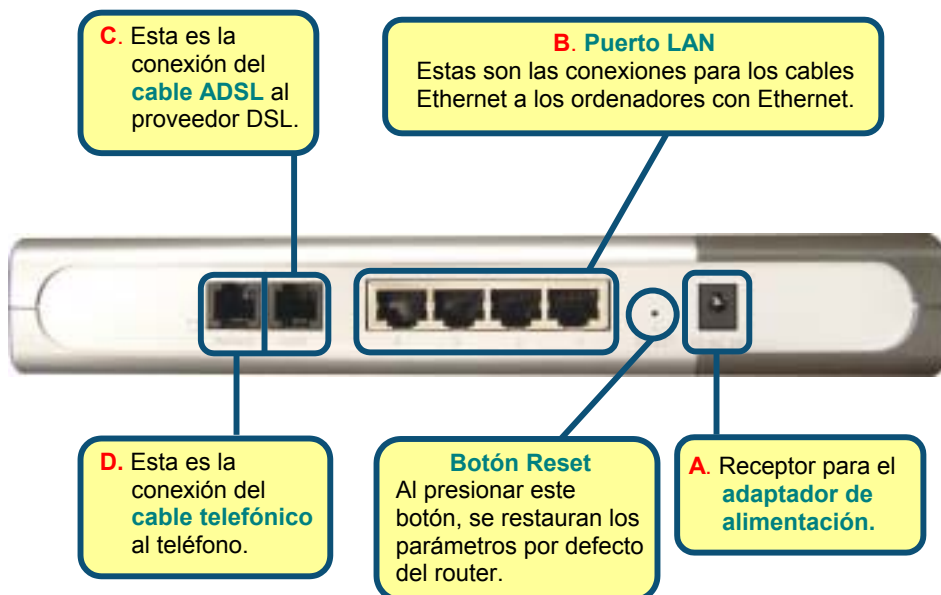 C. Esta es la
conexión del
cable ADSL al
proveedor DSL.
B. Puerto LAN
Estas son las conexiones para los cables
Ethernet a los ordenadores con Ethernet.
D. Esta es la
conexión del
cable telefónico
al teléfono.
Botón Reset
Al presionar este
botón, se restauran los
parámetros por defecto
del router.
A. Receptor para el
adaptador de
alimentación.